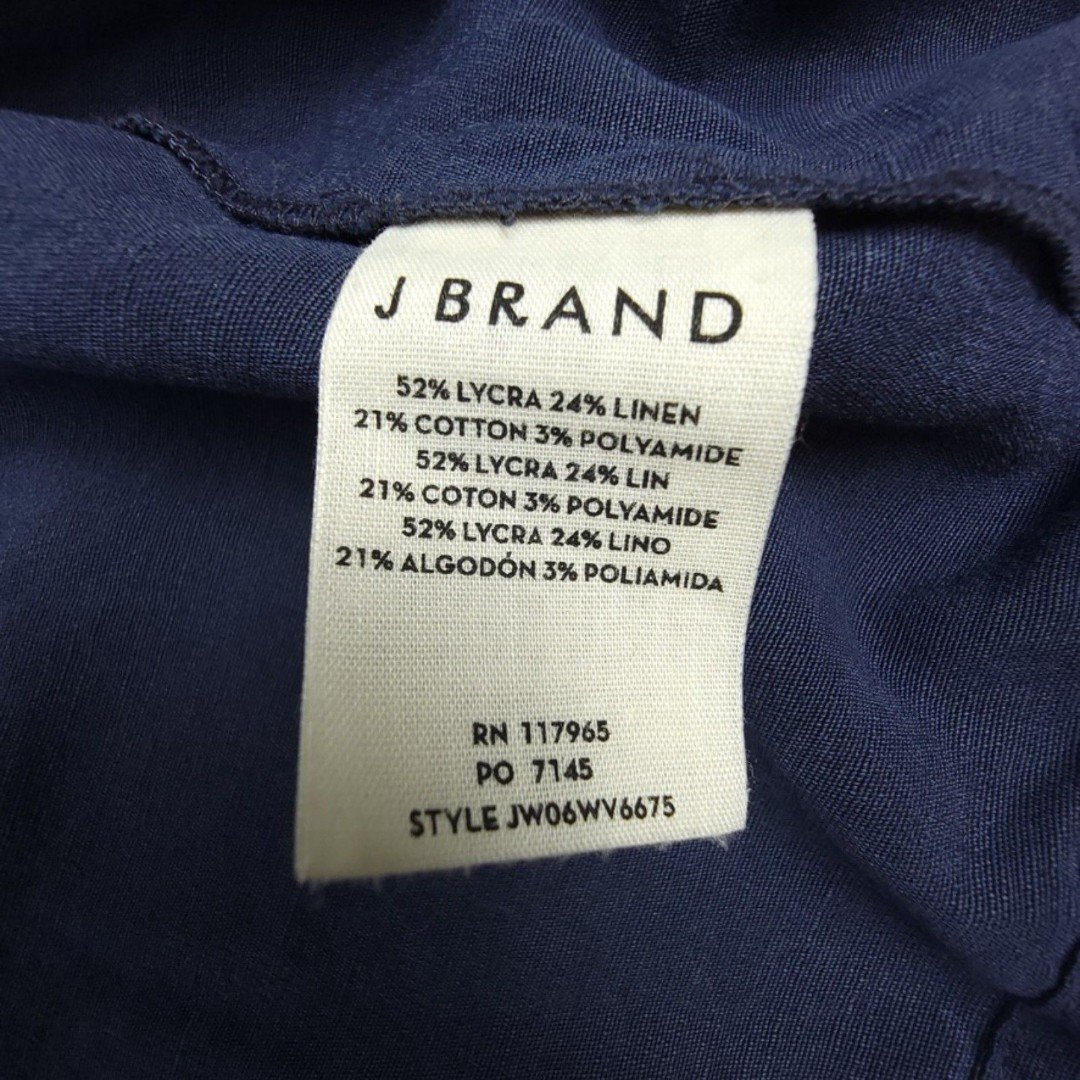 J BRAND
52% LYCRA 24% LINEN
21% COTTON 3% POLYAMIDE
52% LYCRA 24% LIN
21% COTON 3% POLYAMIDE
52% LYCRA 24% LINO
21% ALGODÓN 3% POLIAMIDA
RN 117965
PO 7145
STYLE JW06WV6675